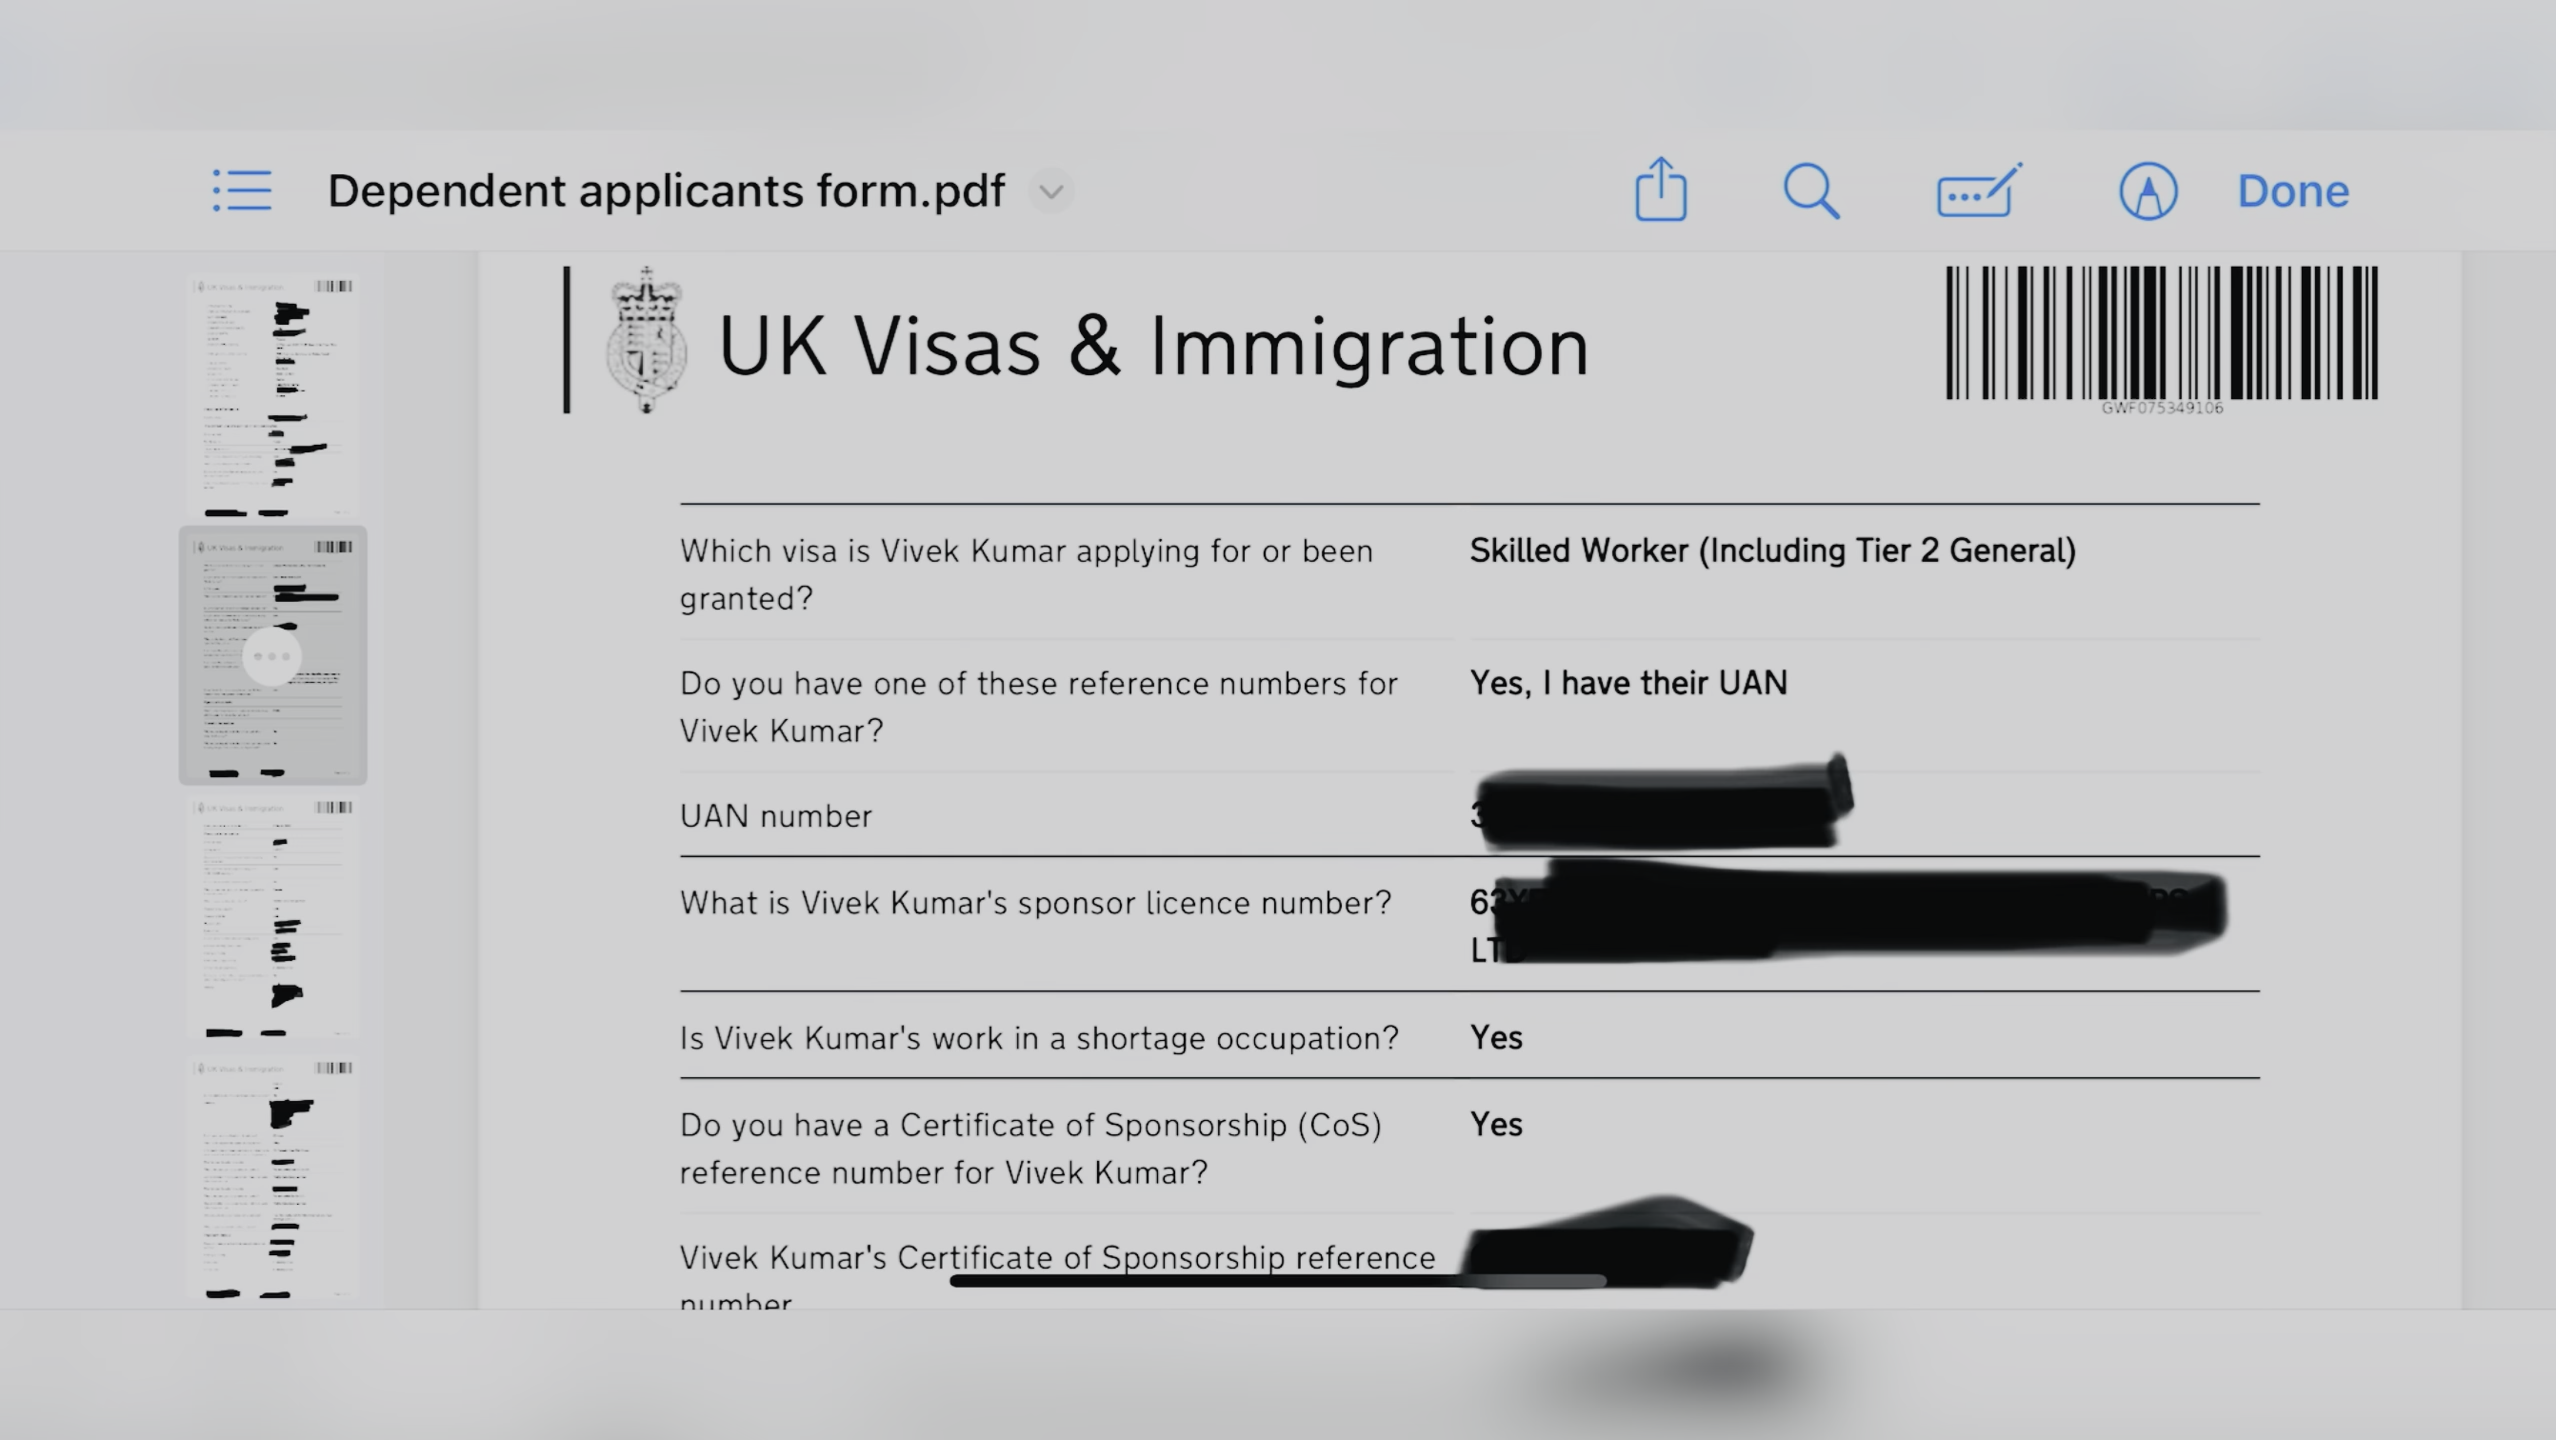 Dependent applicants form.pdf
Done
UK Visas & Immigration
GWF075349106
Which visa is Vivek Kumar applying for or been
granted?
Skilled Worker (Including Tier 2 General)
Do you have one of these reference numbers for
Vivek Kumar?
Yes, I have their UAN
UAN number
What is Vivek Kumar's sponsor licence number?
Is Vivek Kumar's work in a shortage occupation?
Yes
Do you have a Certificate of Sponsorship (CoS)
reference number for Vivek Kumar?
Yes
Vivek Kumar's Certificate of Sponsorship reference
number